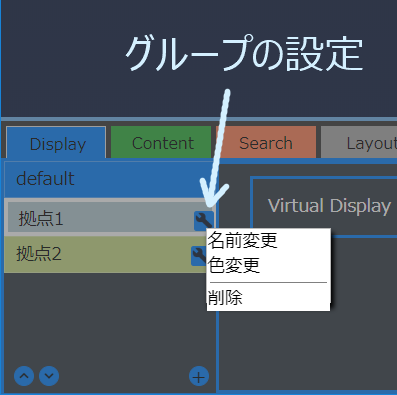 グループの設定
Display Content Search Layou
default
拠点1
Virtual Display
拠点2
名前変更
色変更
削除